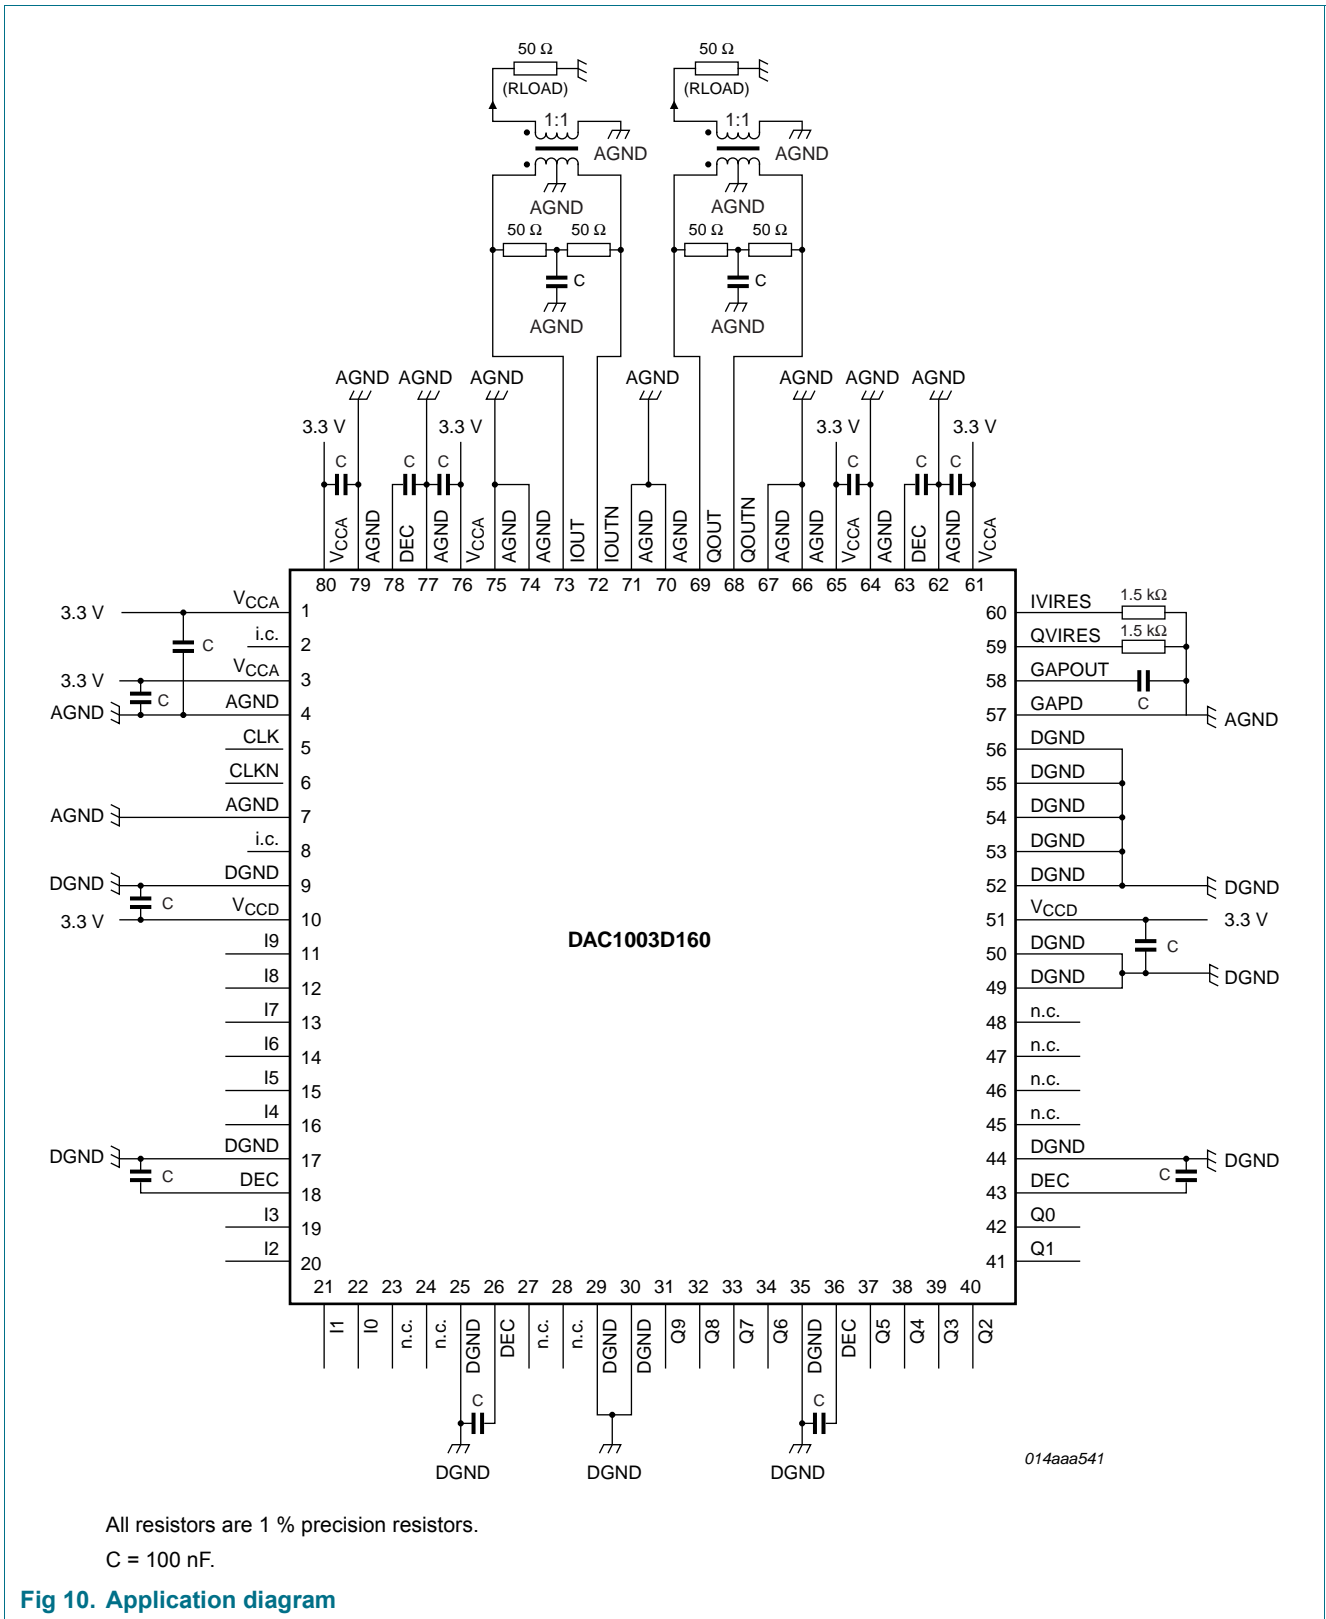 50 Ω 50 Ω
(RLOAD) (RLOAD)
1:1 1:1
AGND AGND
AGND AGND
50 Ω 50 Ω 50 Ω 50 Ω
C C
AGND AGND
AGND AGND AGND AGND AGND AGND AGND
3.3 V 3.3 V 3.3 V 3.3 V
C C C C C C
VCCA AGND DEC AGND VCCA AGND AGND IOUT IOUTN AGND AGND QOUT QOUTN AGND AGND VCCA AGND DEC AGND VCCA
80 79 78 77 76 75 74 73 72 71 70 69 68 67 66 65 64 63 62 61
3.3 V VCCA 1
i.c. 2
C
3.3 V VCCA 3
C
AGND AGND 4
CLK 5
CLKN 6
AGND AGND 7
i.c. 8
DGND DGND 9
C
3.3 V VCCD 10
I9 11
I8 12
I7 13
I6 14
I5 15
I4 16
DGND DGND 17
C
DEC 18
I3 19
I2 20
DAC1003D160
60 IVIRES 1.5 kΩ
59 QVIRES 1.5 kΩ
58 GAPOUT
C
57 GAPD AGND
56 DGND
55 DGND
54 DGND
53 DGND
52 DGND DGND
51 VCCD 3.3 V
C
50 DGND
49 DGND DGND
48 n.c.
47 n.c.
46 n.c.
45 n.c.
44 DGND DGND
C
43 DEC
42 Q0
41 Q1
21 22 23 24 25 26 27 28 29 30 31 32 33 34 35 36 37 38 39 40
I1 I0 n.c. n.c. DGND DEC n.c. n.c. DGND DGND Q9 Q8 Q7 Q6 DGND DEC Q5 Q4 Q3 Q2
C C
DGND DGND DGND
014aaa541
All resistors are 1 % precision resistors.
C = 100 nF.
Fig 10. Application diagram